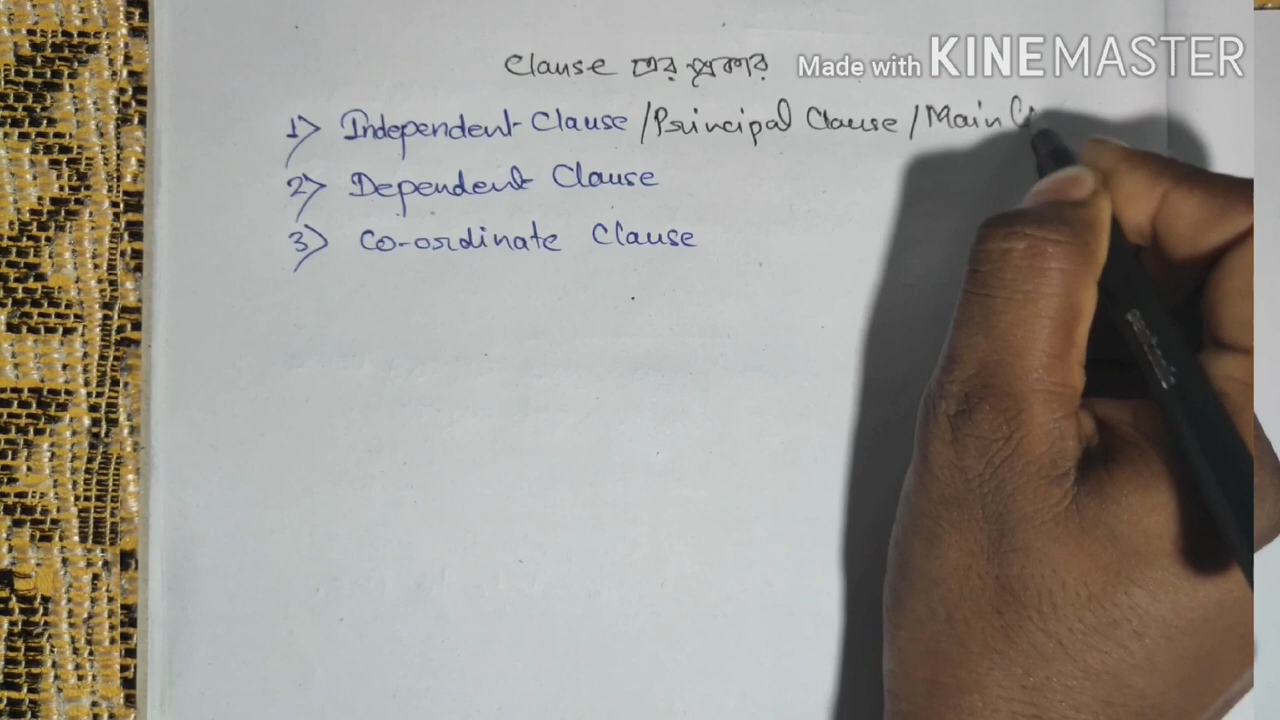 Clause এর প্রকার Made with KINEMASTER
1) Independent Clause / Principal Clause / Main
2) Dependent Clause
3) Co-ordinate Clause